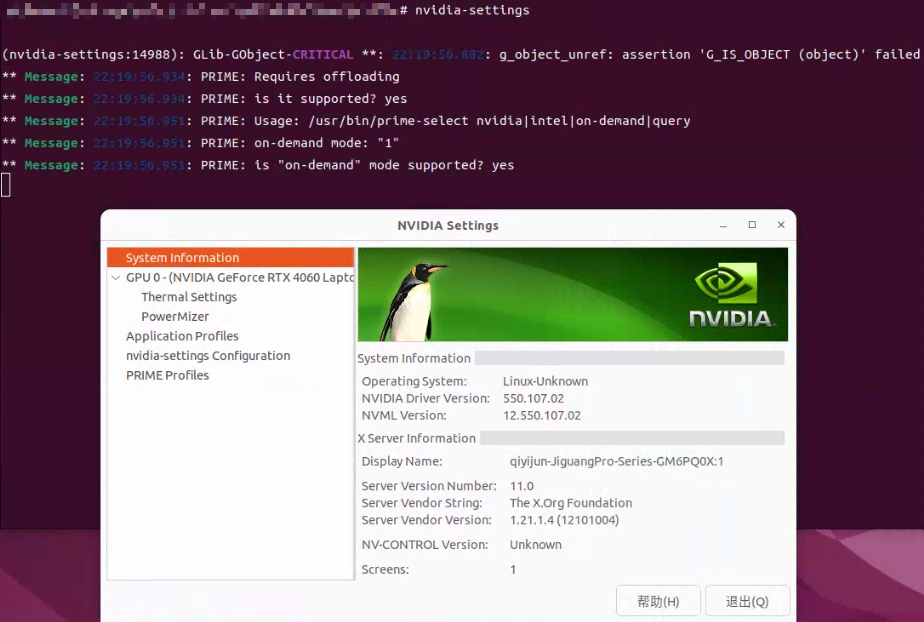 # nvidia-settings
(nvidia-settings:14988): GLib-GObject-CRITICAL **: 22:19:56.882: g_object_unref: assertion 'G_IS_OBJECT (object)' failed
** Message: 22:19:56.934: PRIME: Requires offloading
** Message: 22:19:56.934: PRIME: is it supported? yes
** Message: 22:19:56.951: PRIME: Usage: /usr/bin/prime-select nvidia|intel|on-demand|query
** Message: 22:19:56.951: PRIME: on-demand mode: "1"
** Message: 22:19:56.951: PRIME: is "on-demand" mode supported? yes
NVIDIA Settings
System Information
GPU 0 - (NVIDIA GeForce RTX 4060 Lapto
Thermal Settings
PowerMizer
Application Profiles
nvidia-settings Configuration
PRIME Profiles
NVIDIA.
System Information
Operating System: Linux-Unknown
NVIDIA Driver Version: 550.107.02
NVML Version: 12.550.107.02
X Server Information
Display Name: qiyijun-JiguangPro-Series-GM6PQ0X:1
Server Version Number: 11.0
Server Vendor String: The X.Org Foundation
Server Vendor Version: 1.21.1.4 (12101004)
NV-CONTROL Version: Unknown
Screens: 1
帮助(H)
退出(Q)